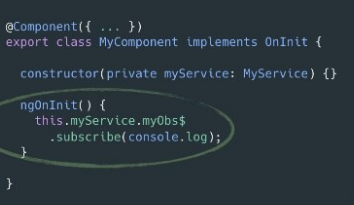 @Component({ ... })
export class MyComponent implements OnInit {
constructor(private myService: MyService) {}
ngOnInit() {
this.myService.myObs$
.subscribe(console.log);
}
}